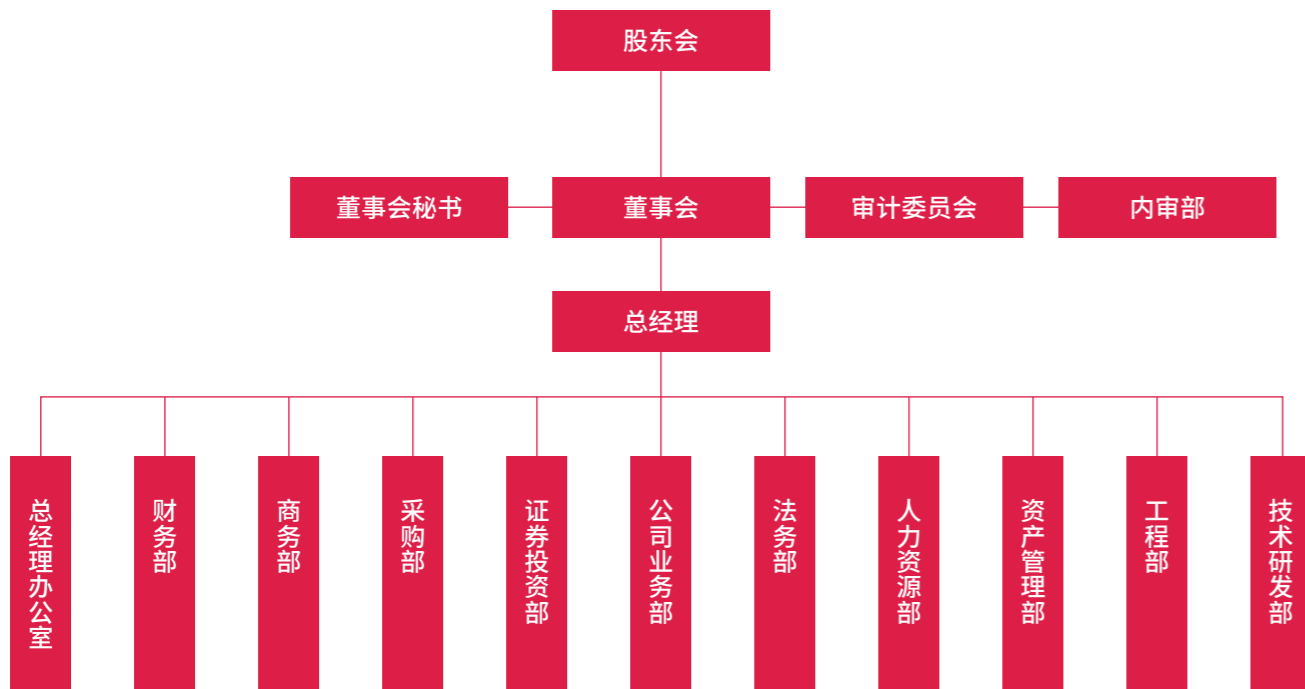 股东会
董事会秘书
董事会
审计委员会
内审部
总经理
总经理办公室
财务部
商务部
采购部
证券投资部
公司业务部
法务部
人力资源部
资产管理部
工程部
技术研发部